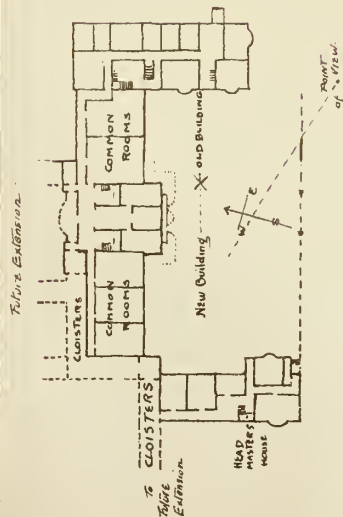 POINT
OF VIEW.
COMMON
ROOMS
OLD BUILDING
New Building
W E
S
Future Extension
CLOISTERS
COMMON
ROOMS
To
Future
Extension
CLOISTERS
HEAD
MASTERS
HOUSE